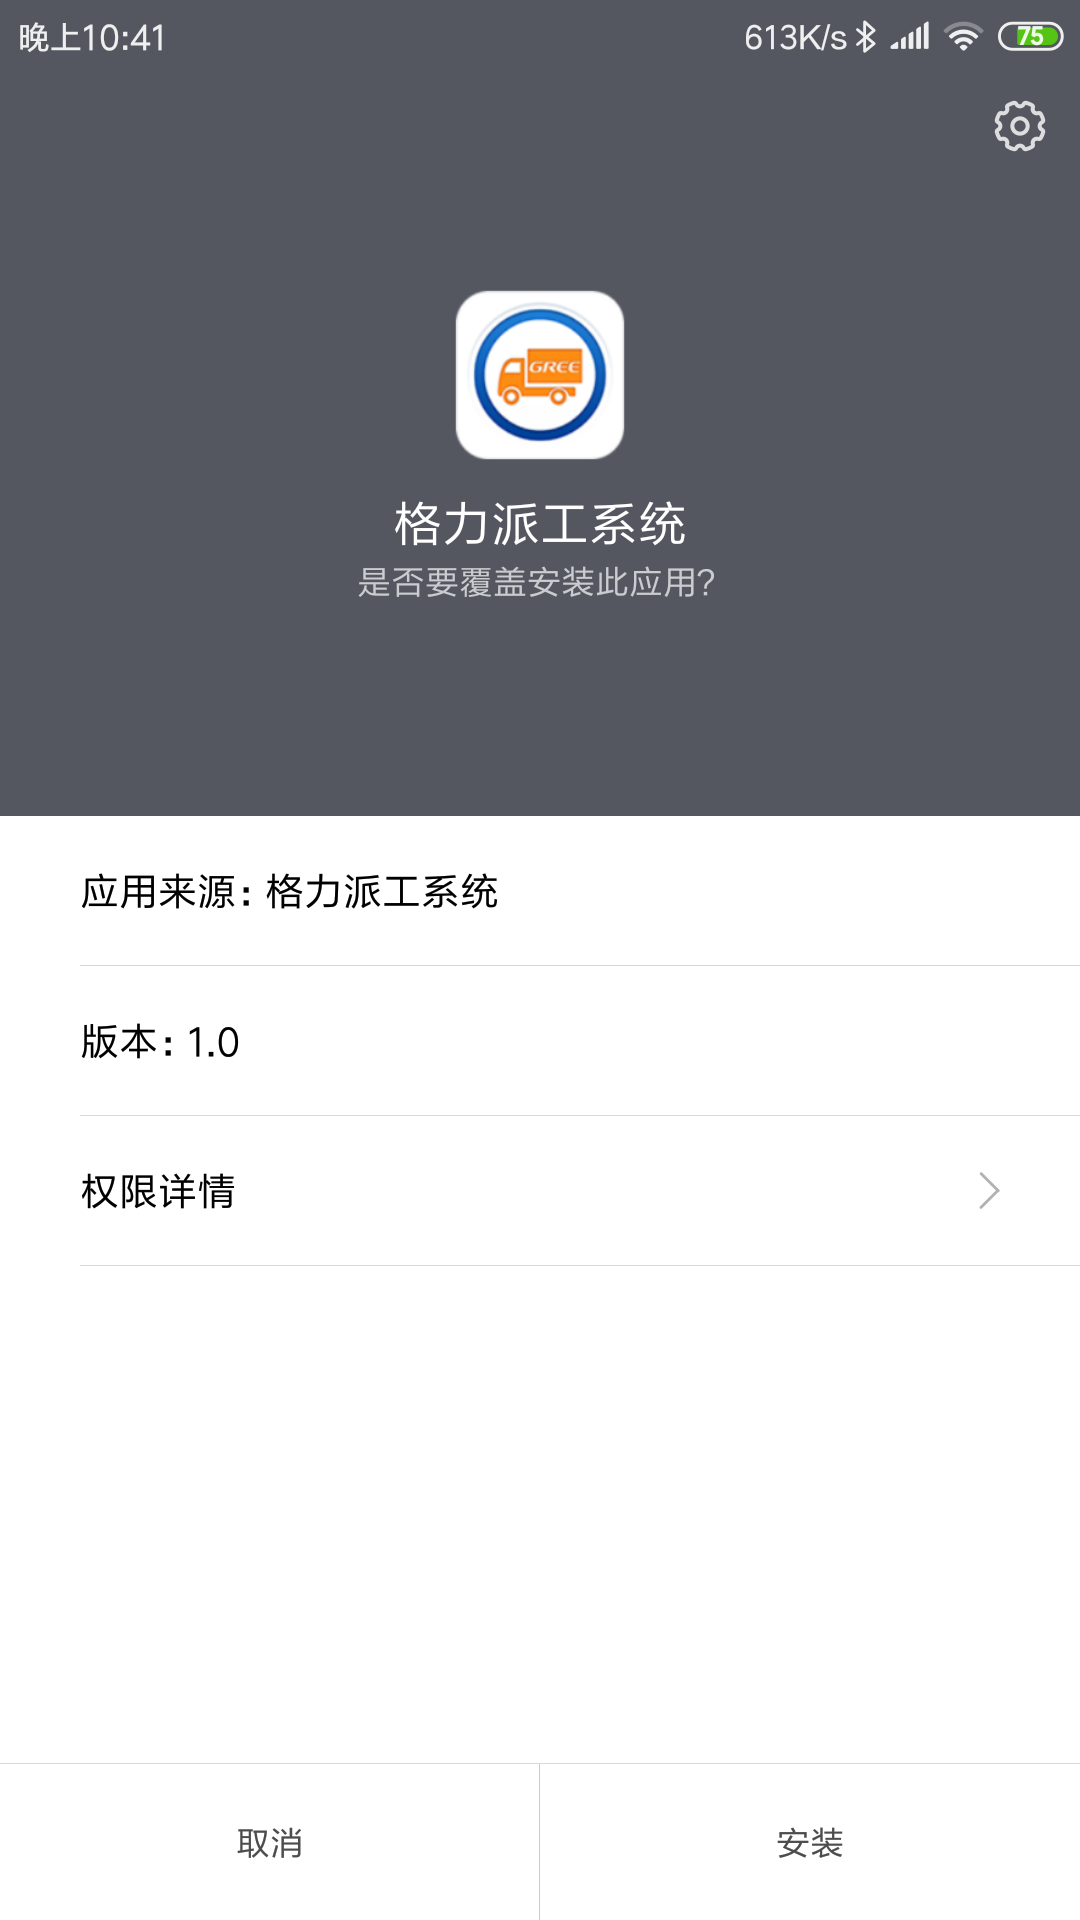 晚上10:41
613K/s
75
GREE
格力派工系统
是否要覆盖安装此应用?
应用来源: 格力派工系统
版本: 1.0
权限详情
取消
安装